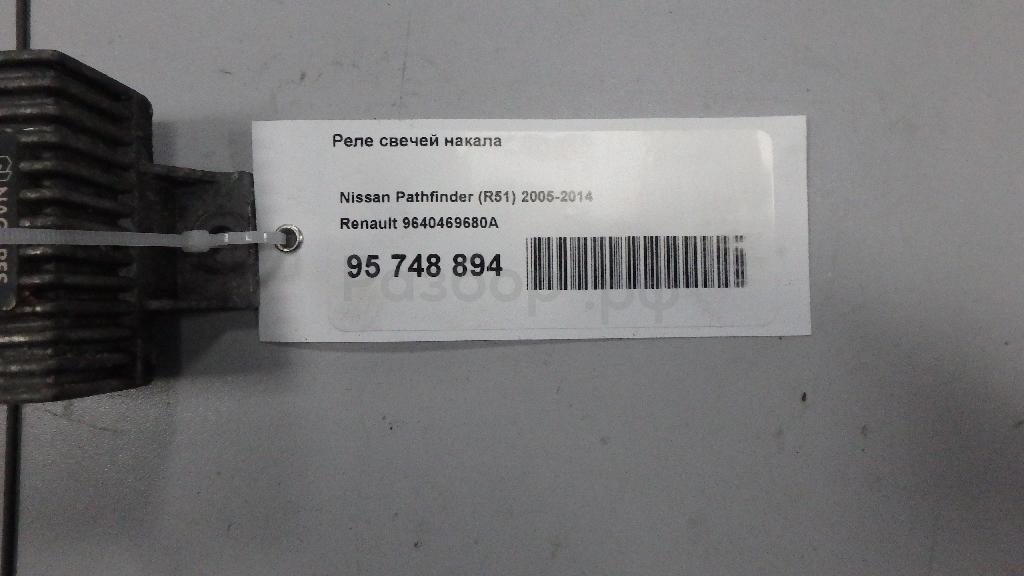 Реле свечей накала
Nissan Pathfinder (R51) 2005-2014
Renault 9640469680A
95 748 894
Разбор.рф